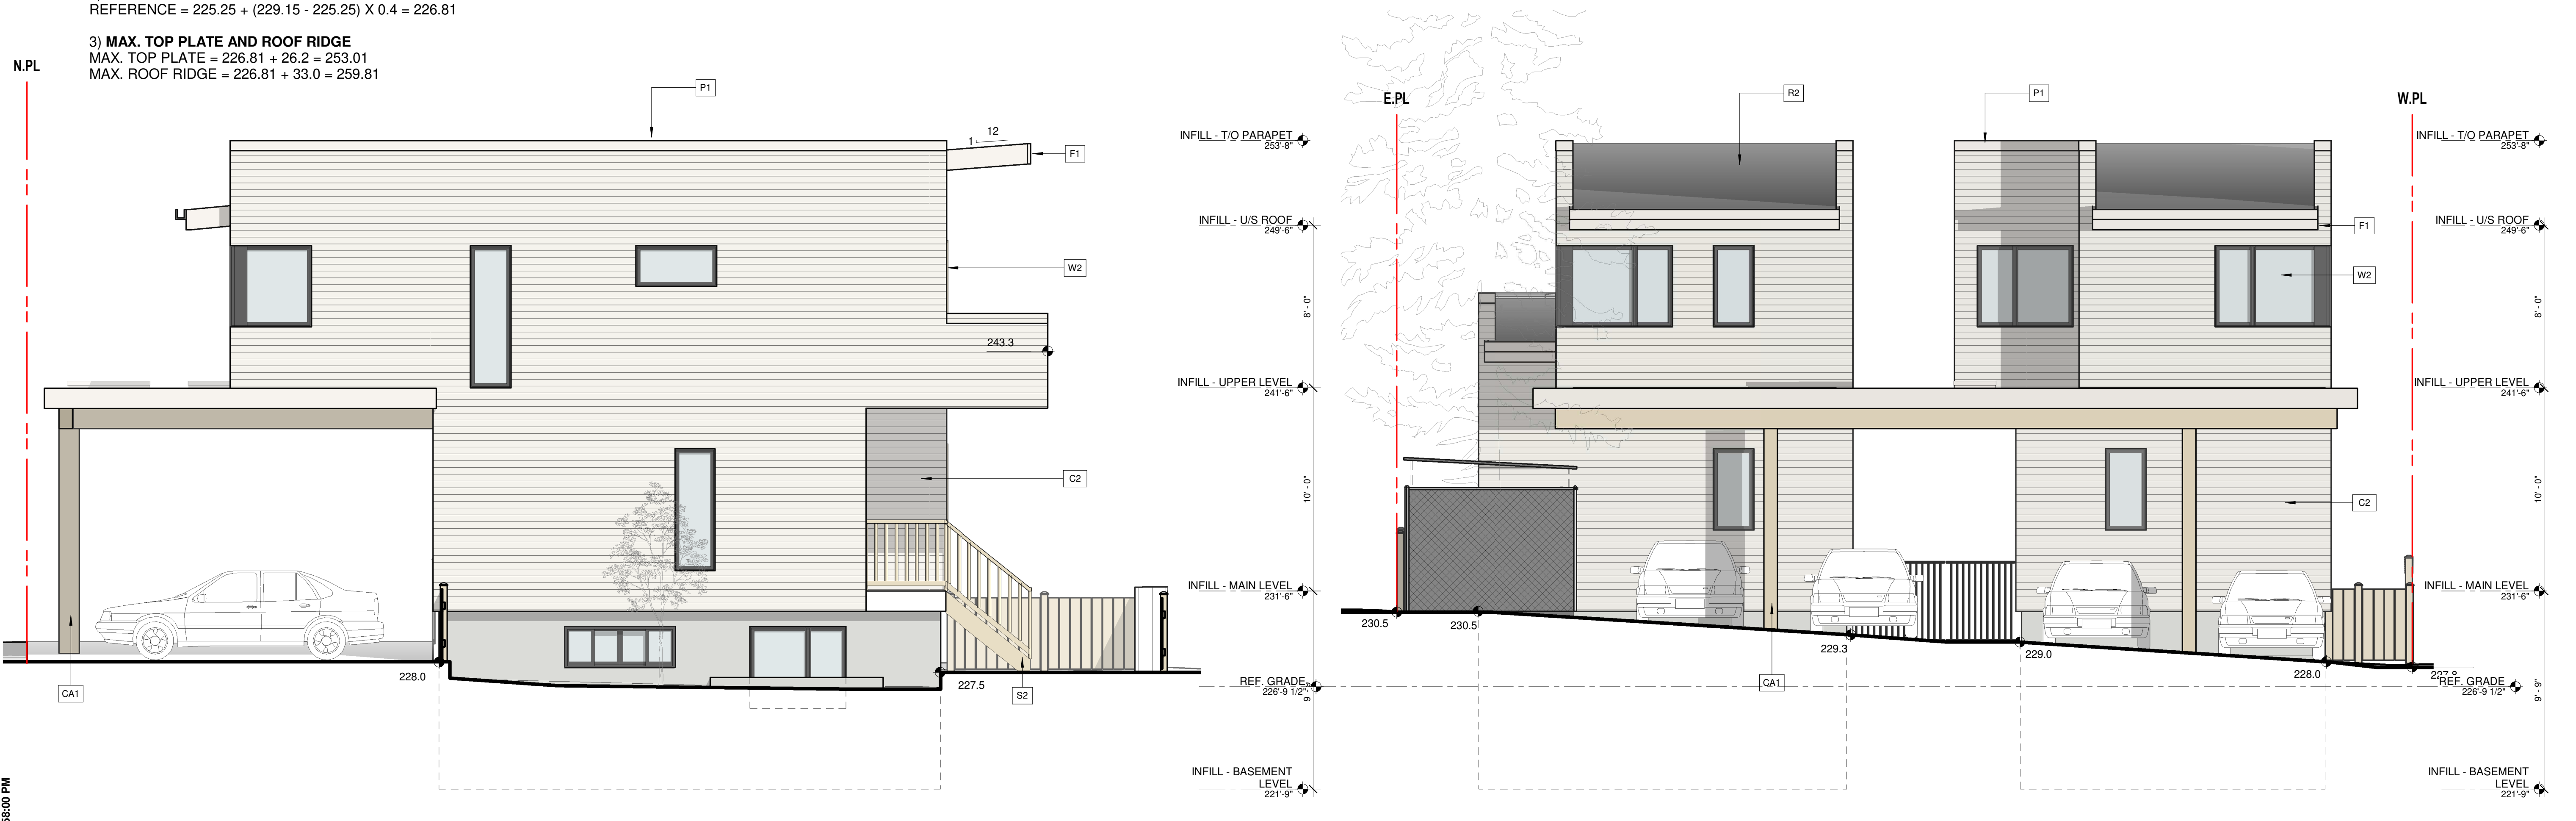 REFERENCE = 225.25 + (229.15 - 225.25) X 0.4 = 226.81
3) MAX. TOP PLATE AND ROOF RIDGE
MAX. TOP PLATE = 226.81 + 26.2 = 253.01
MAX. ROOF RIDGE = 226.81 + 33.0 = 259.81
N.PL
P1
12
1
F1
W2
243.3
C2
CA1
228.0
227.5
S2
INFILL - T/O PARAPET
253'-8"
INFILL - U/S ROOF
249'-6"
8' - 0"
INFILL - UPPER LEVEL
241'-6"
10' - 0"
INFILL - MAIN LEVEL
231'-6"
REF. GRADE
226'-9 1/2"
INFILL - BASEMENT
LEVEL
221'-9"
E.PL
R2
P1
W.PL
F1
W2
C2
230.5
230.5
229.3
CA1
229.0
228.0
INFILL - T/O PARAPET
253'-8"
INFILL - U/S ROOF
249'-6"
8' - 0"
INFILL - UPPER LEVEL
241'-6"
10' - 0"
INFILL - MAIN LEVEL
231'-6"
REF. GRADE
226'-9 1/2"
9' - 9"
INFILL - BASEMENT
LEVEL
221'-9"
58:00 PM